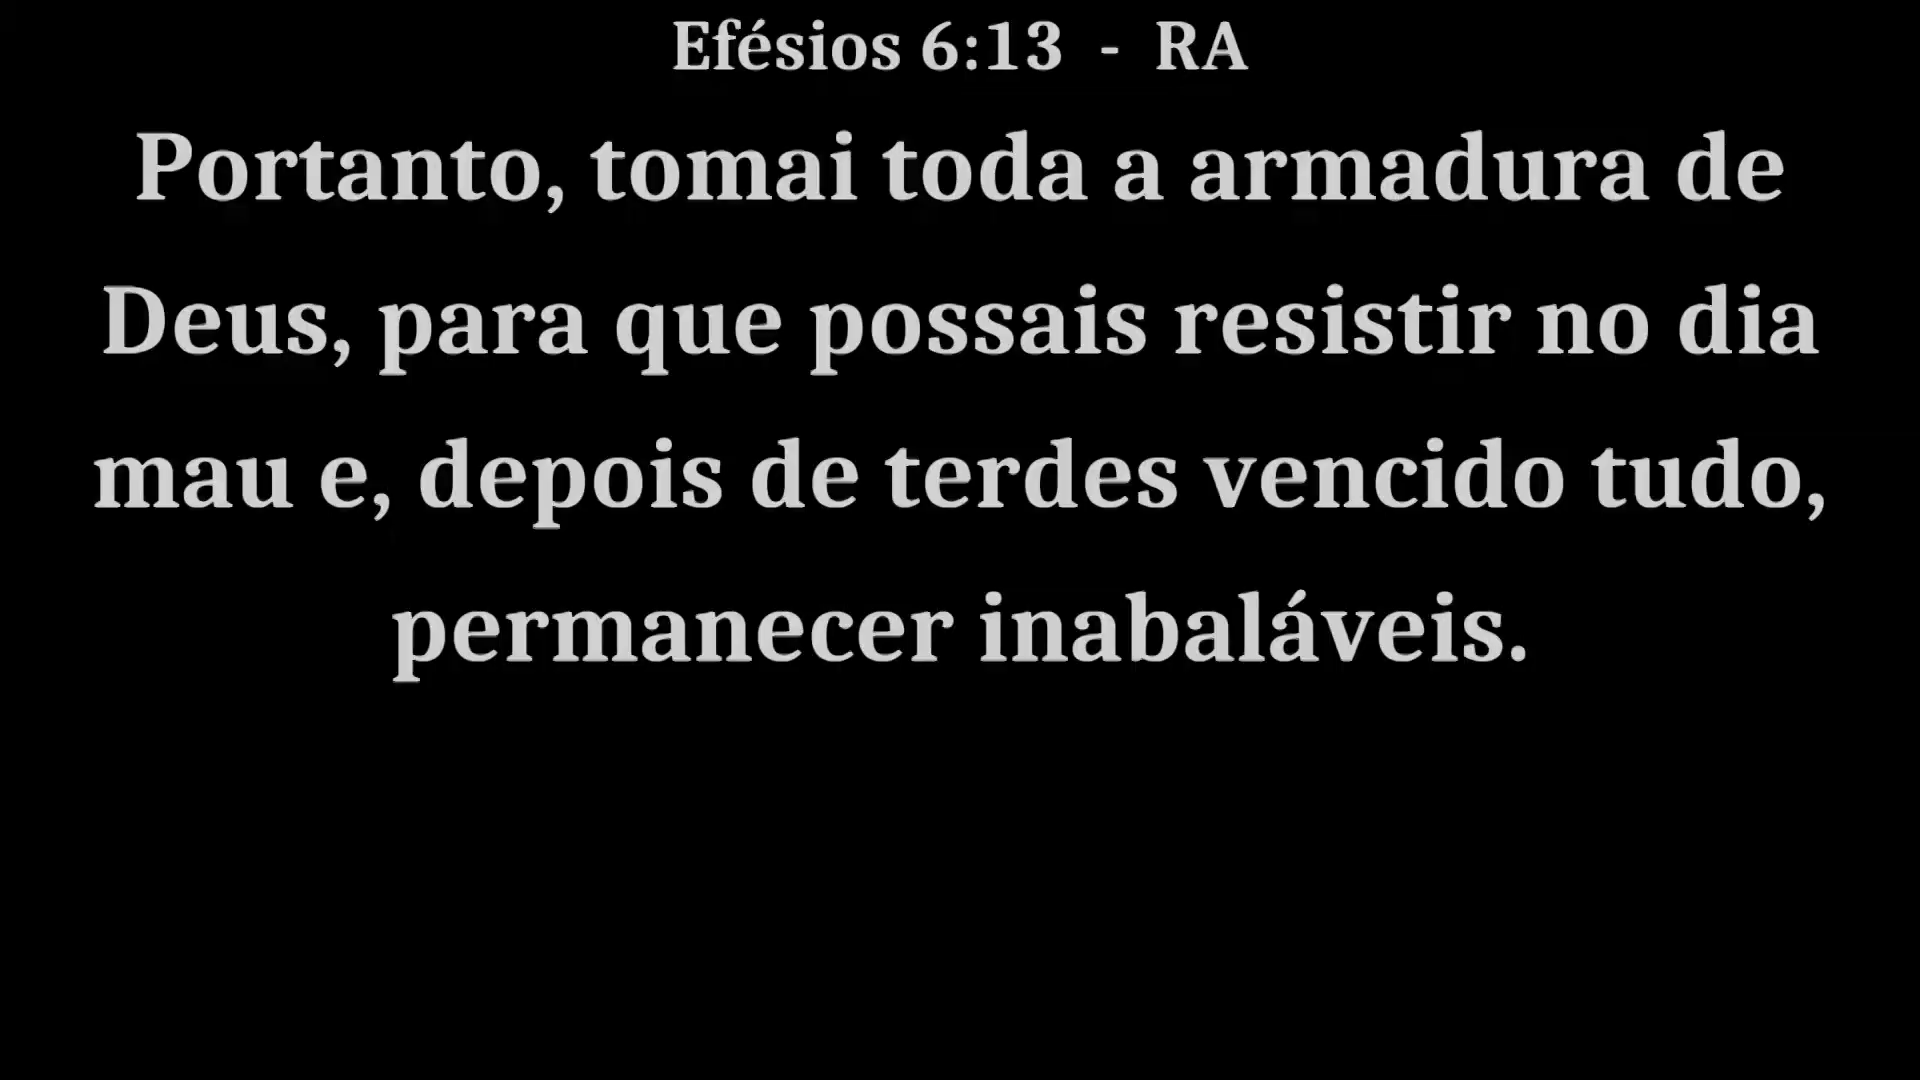 Efésios 6:13 - RA
Portanto, tomai toda a armadura de
Deus, para que possais resistir no dia
mau e, depois de terdes vencido tudo,
permanecer inabaláveis.